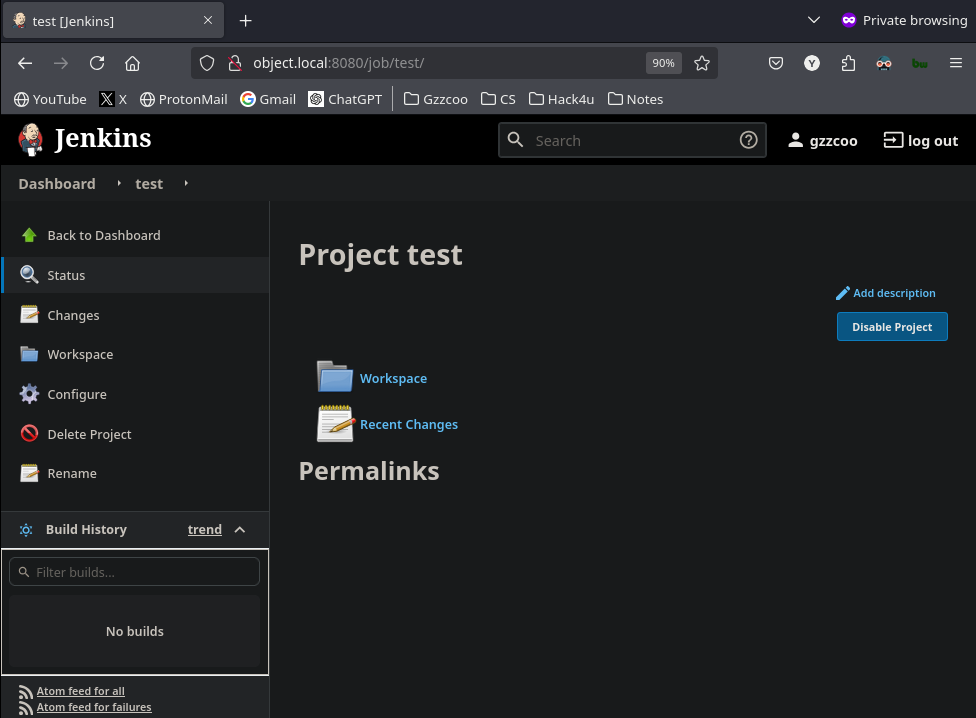 test [Jenkins]
Private browsing
object.local:8080/job/test/
90%
Y
YouTube X X ProtonMail Gmail ChatGPT Gzzcoo CS Hack4u Notes
Jenkins
Search
gzzcoo
log out
Dashboard
test
Back to Dashboard
Status
Changes
Workspace
Configure
Delete Project
Rename
Build History
trend
Filter builds...
No builds
Atom feed for all
Atom feed for failures
Project test
Add description
Disable Project
Workspace
Recent Changes
Permalinks